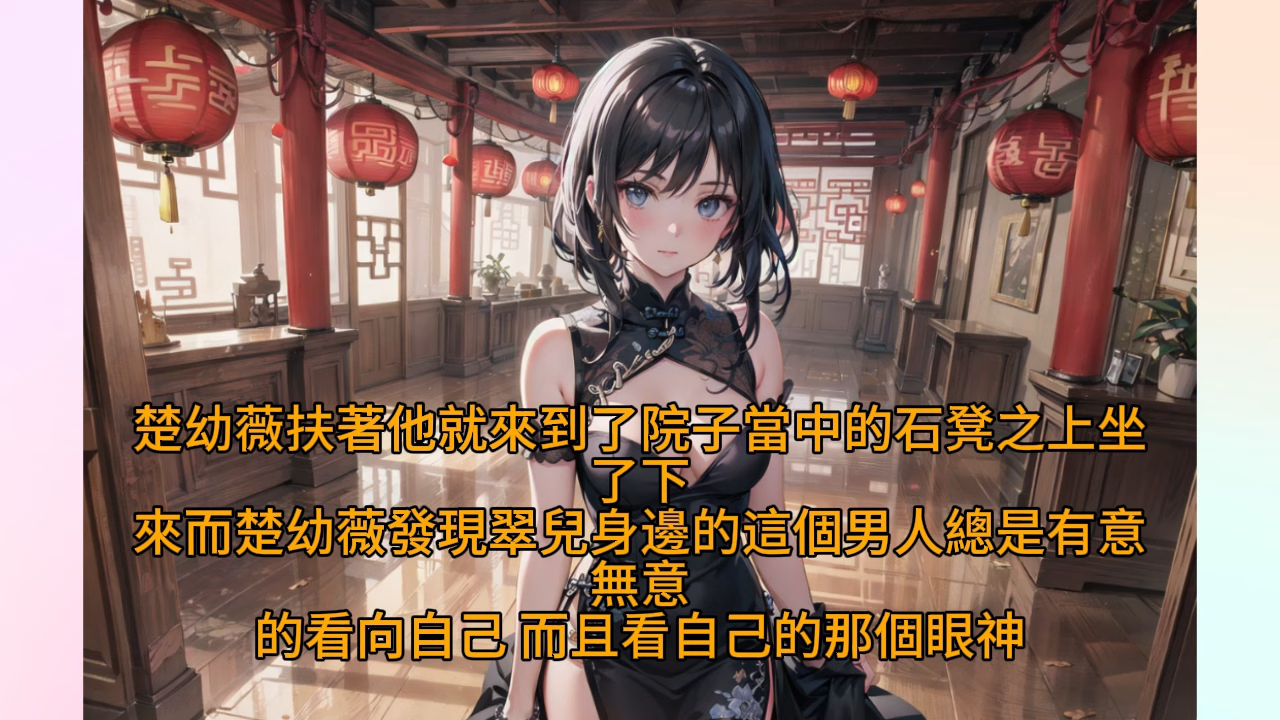 楚幼薇扶著他就來到了院子當中的石凳之上坐
了下
來而楚幼薇發現翠兒身邊的這個男人總是有意
無意
的看向自己 而且看自己的那個眼神